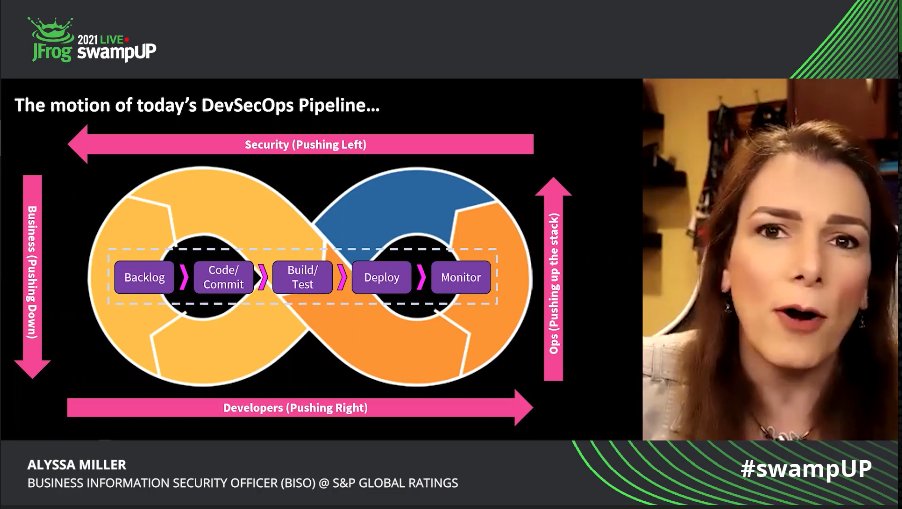 2021 LIVE
JFrog swampUP
The motion of today's DevSecOps Pipeline...
Security (Pushing Left)
Business (Pushing Down)
Backlog
Code/
Commit
Build/
Test
Deploy
Monitor
Ops (Pushing up the stack)
Developers (Pushing Right)
ALYSSA MILLER
BUSINESS INFORMATION SECURITY OFFICER (BISO) @ S&P GLOBAL RATINGS
#swampUP